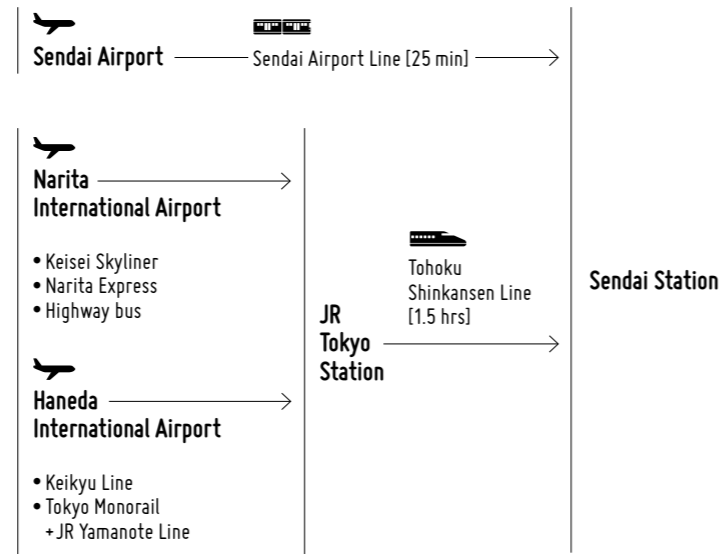 Sendai Airport
Sendai Airport Line [25 min]
Narita
International Airport
• Keisei Skyliner
• Narita Express
• Highway bus
Haneda
International Airport
• Keikyu Line
• Tokyo Monorail
+JR Yamanote Line
JR
Tokyo
Station
Tohoku
Shinkansen Line
[1.5 hrs]
Sendai Station